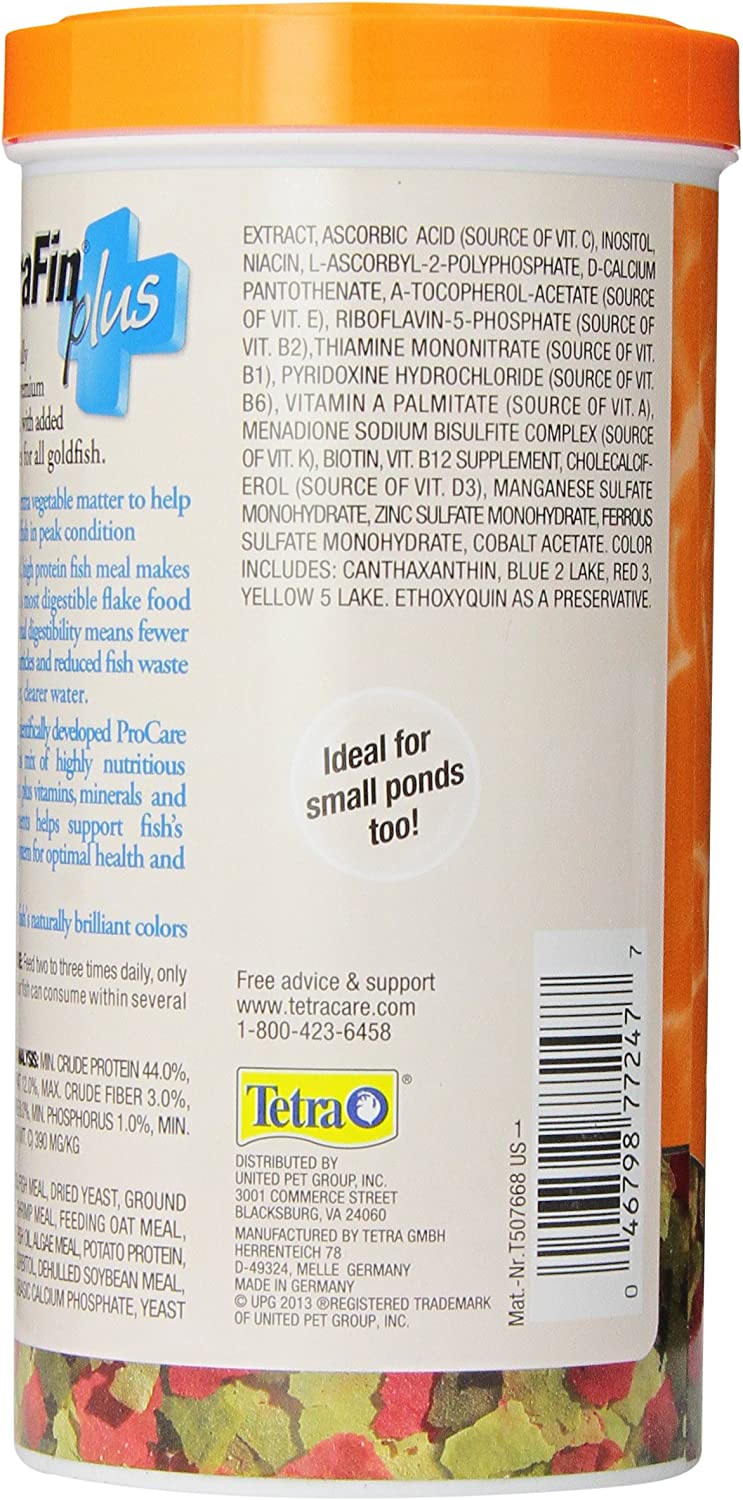 aFin®
plus
emium
with added
for all goldfish.
vegetable matter to help
fish in peak condition
high protein fish meal makes
most digestible flake food
digestibility means fewer
and reduced fish waste
clearer water.
developed ProCare
mix of highly nutritious
plus vitamins, minerals and
helps support fish's
for optimal health and
fish's naturally brilliant colors
Feed two to three times daily, only
fish can consume within several
ANALYSIS: MIN. CRUDE PROTEIN 44.0%,
12.0%, MAX. CRUDE FIBER 3.0%,
MIN. PHOSPHORUS 1.0%, MIN.
C) 390 MG/KG
FISH MEAL, DRIED YEAST, GROUND
SHRIMP MEAL, FEEDING OAT MEAL,
FISH OIL, ALGAE MEAL, POTATO PROTEIN,
DEHULLED SOYBEAN MEAL,
CALCIUM PHOSPHATE, YEAST
EXTRACT, ASCORBIC ACID (SOURCE OF VIT. C), INOSITOL,
NIACIN, L-ASCORBYL-2-POLYPHOSPHATE, D-CALCIUM
PANTOTHENATE, A-TOCOPHEROL-ACETATE (SOURCE
OF VIT. E), RIBOFLAVIN-5-PHOSPHATE (SOURCE OF
VIT. B2), THIAMINE MONONITRATE (SOURCE OF VIT.
B1), PYRIDOXINE HYDROCHLORIDE (SOURCE OF VIT.
B6), VITAMIN A PALMITATE (SOURCE OF VIT. A),
MENADIONE SODIUM BISULFITE COMPLEX (SOURCE
OF VIT. K), BIOTIN, VIT. B12 SUPPLEMENT, CHOLECALCIF-
EROL (SOURCE OF VIT. D3), MANGANESE SULFATE
MONOHYDRATE, ZINC SULFATE MONOHYDRATE, FERROUS
SULFATE MONOHYDRATE, COBALT ACETATE. COLOR
INCLUDES: CANTHAXANTHIN, BLUE 2 LAKE, RED 3,
YELLOW 5 LAKE. ETHOXYQUIN AS A PRESERVATIVE.
Ideal for
small ponds
too!
Free advice & support
www.tetracare.com
1-800-423-6458
Tetra®
DISTRIBUTED BY
UNITED PET GROUP, INC.
3001 COMMERCE STREET
BLACKSBURG, VA 24060
MANUFACTURED BY TETRA GMBH
HERRENTEICH 78
D-49324, MELLE GERMANY
MADE IN GERMANY
© UPG 2013 ®REGISTERED TRADEMARK
OF UNITED PET GROUP, INC.
Mat.-Nr.T507668 US-1
0 46798 77247 7